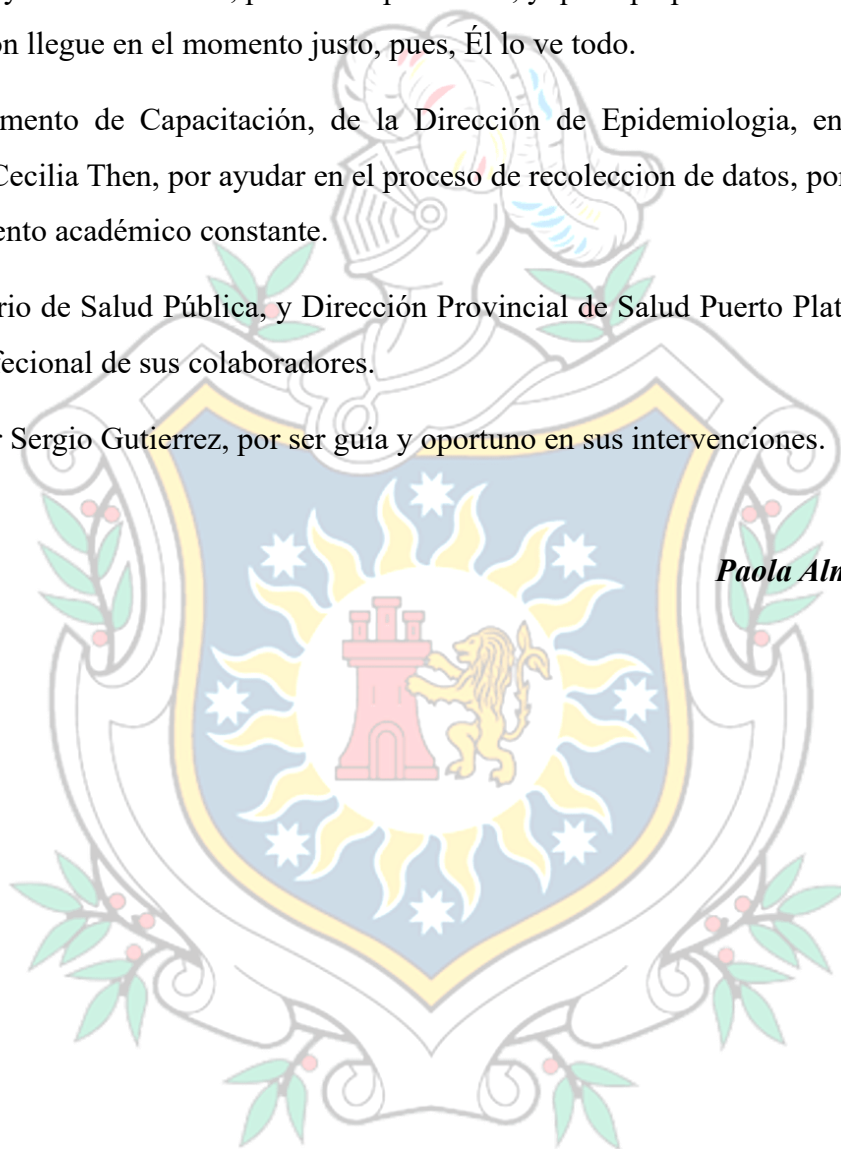 n llegue en el momento justo, pues, Él lo ve todo.
mento de Capacitación, de la Dirección de Epidemiologia, en
Cecilia Then, por ayudar en el proceso de recoleccion de datos, por
ento académico constante.
rio de Salud Pública, y Dirección Provincial de Salud Puerto Plat
fecional de sus colaboradores.
r Sergio Gutierrez, por ser guia y oportuno en sus intervenciones.
Paola Alm